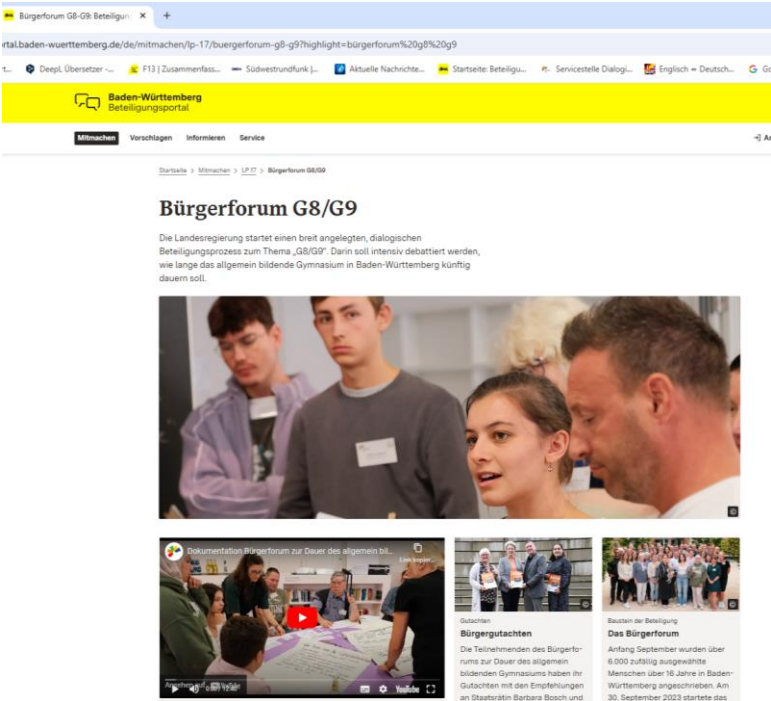 Bürgerforum G8-G9: Beteiligun
rtal.baden-wuerttemberg.de/de/mitmachen/lp-17/buergerforum-g8-g9?highlight=bürgerforum%20g8%20g9
DeepL Übersetzer -... F13 | Zusammenfass... Südwestrundfunk |... Aktuelle Nachrichte... Startseite: Beteiligu... Servicestelle Dialogi... Englisch ⇔ Deutsch...
Baden-Württemberg
Beteiligungsportal
Mitmachen Vorschlagen Informieren Service
Startseite > Mitmachen > LP 17 > Bürgerforum G8/G9
Bürgerforum G8/G9
Die Landesregierung startet einen breit angelegten, dialogischen
Beteiligungsprozess zum Thema „G8/G9“. Darin soll intensiv debattiert werden,
wie lange das allgemein bildende Gymnasium in Baden-Württemberg künftig
dauern soll.
Dokumentation Bürgerforum zur Dauer des allgemein bil...
Link kopier...
Ansehen auf YouTube
YouTube
Gutachten
Bürgergutachten
Die Teilnehmenden des Bürgerfo-
rums zur Dauer des allgemein
bildenden Gymnasiums haben ihr
Gutachten mit den Empfehlungen
an Staatsrätin Barbara Bosch und
Baustein der Beteiligung
Das Bürgerforum
Anfang September wurden über
6.000 zufällig ausgewählte
Menschen über 16 Jahre in Baden-
Württemberg angeschrieben. Am
30. September 2023 startete das